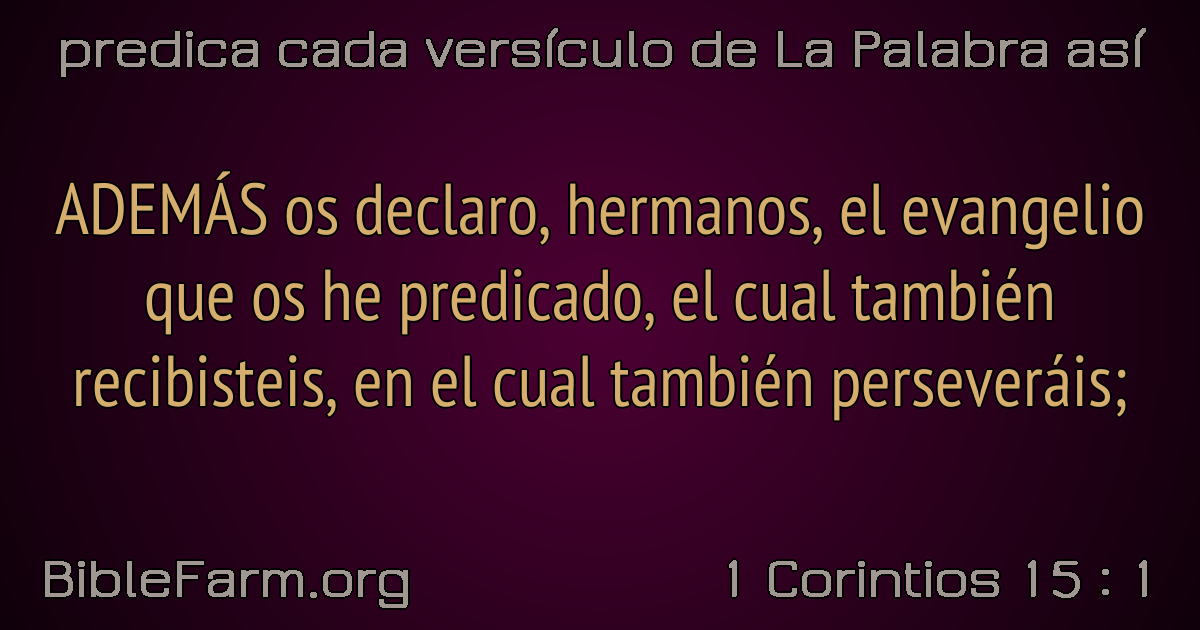 predica cada versículo de La Palabra así
ADEMÁS os declaro, hermanos, el evangelio
que os he predicado, el cual también
recibisteis, en el cual también perseveráis;
BibleFarm.org
1 Corintios 15 : 1